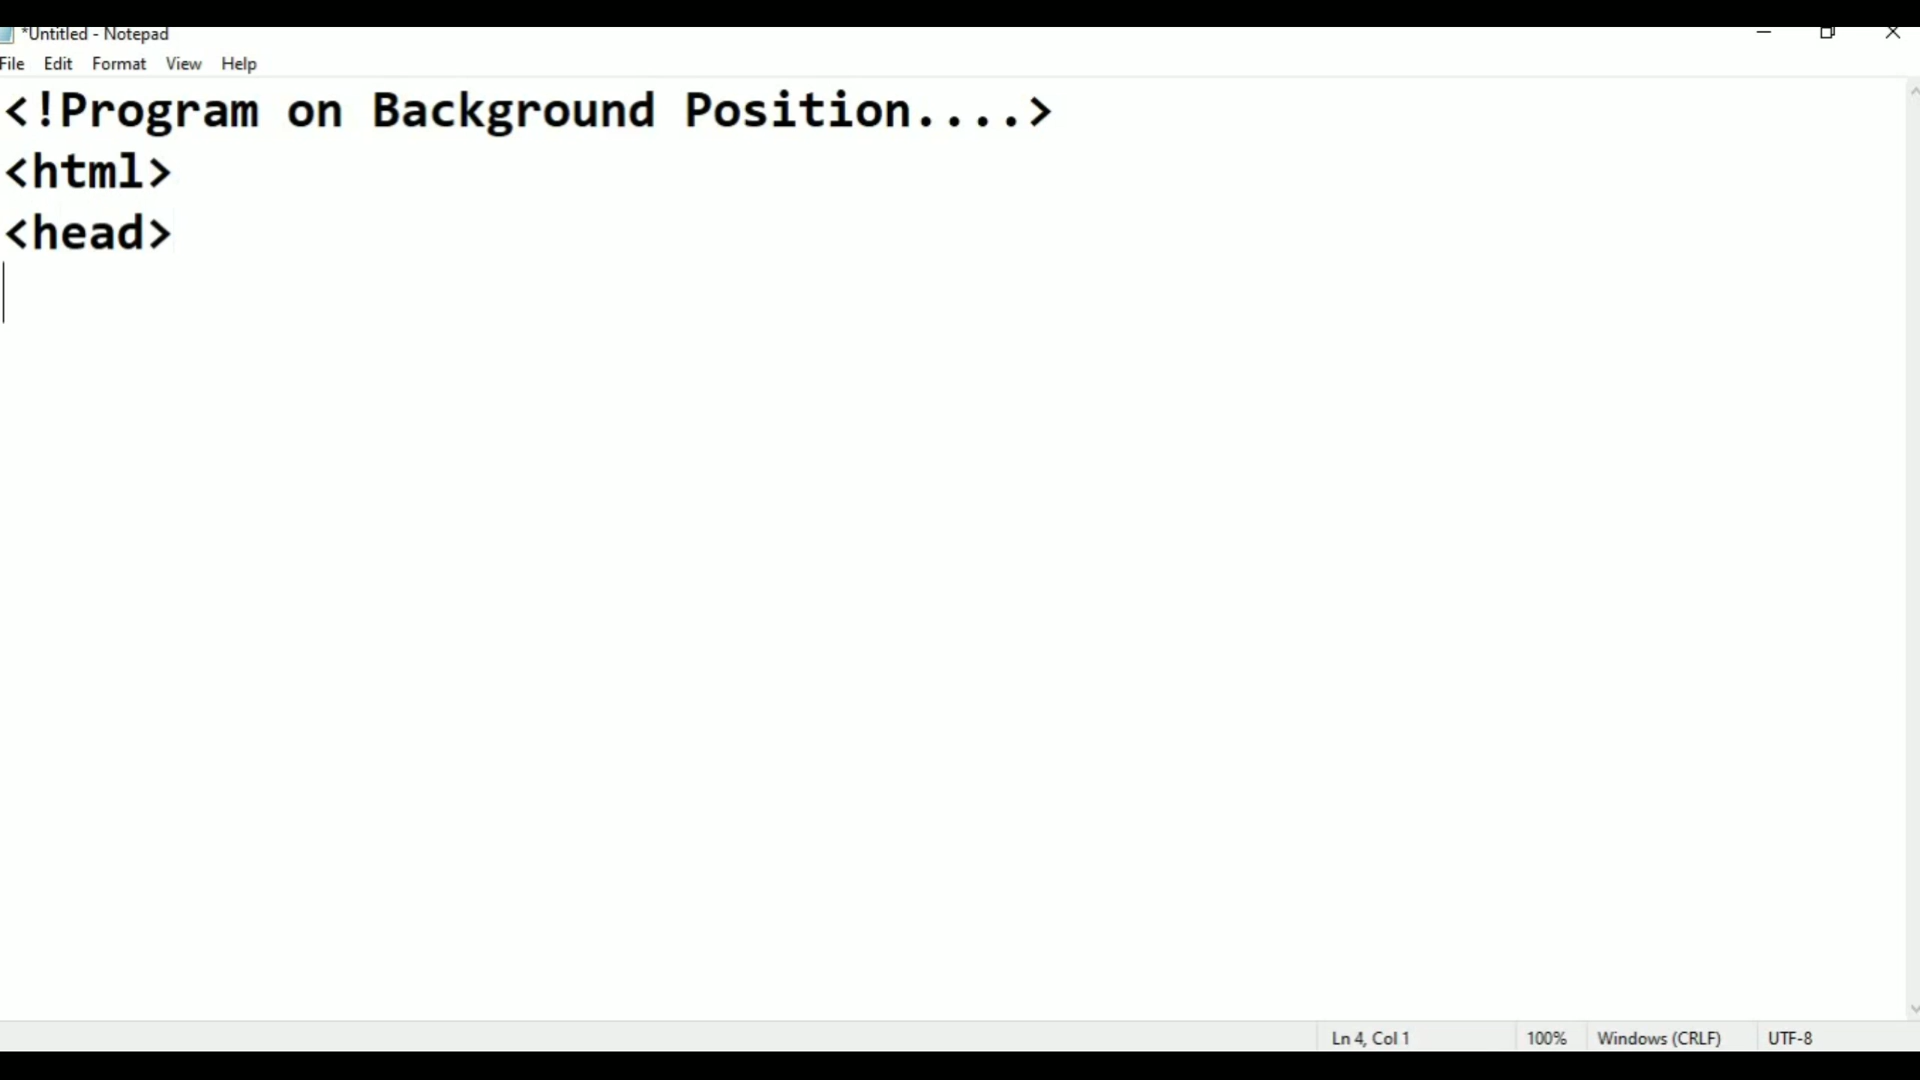 *Untitled - Notepad
File Edit Format View Help
<!Program on Background Position....>
<html>
<head>
Ln 4, Col 1 100% Windows (CRLF) UTF-8